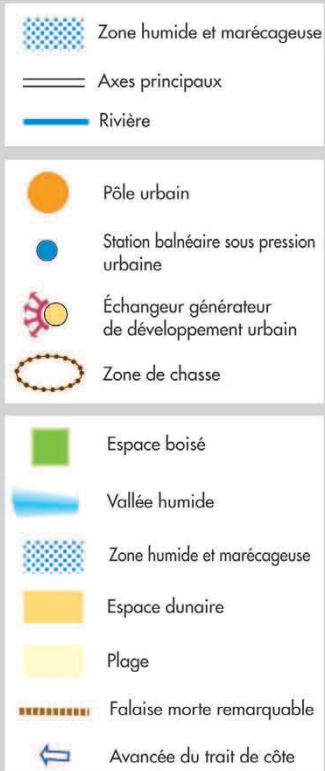 Zone humide et marécageuse
Axes principaux
Rivière
Pôle urbain
Station balnéaire sous pression
urbaine
Échangeur générateur
de développement urbain
Zone de chasse
Espace boisé
Vallée humide
Zone humide et marécageuse
Espace dunaire
Plage
Falaise morte remarquable
Avancée du trait de côte